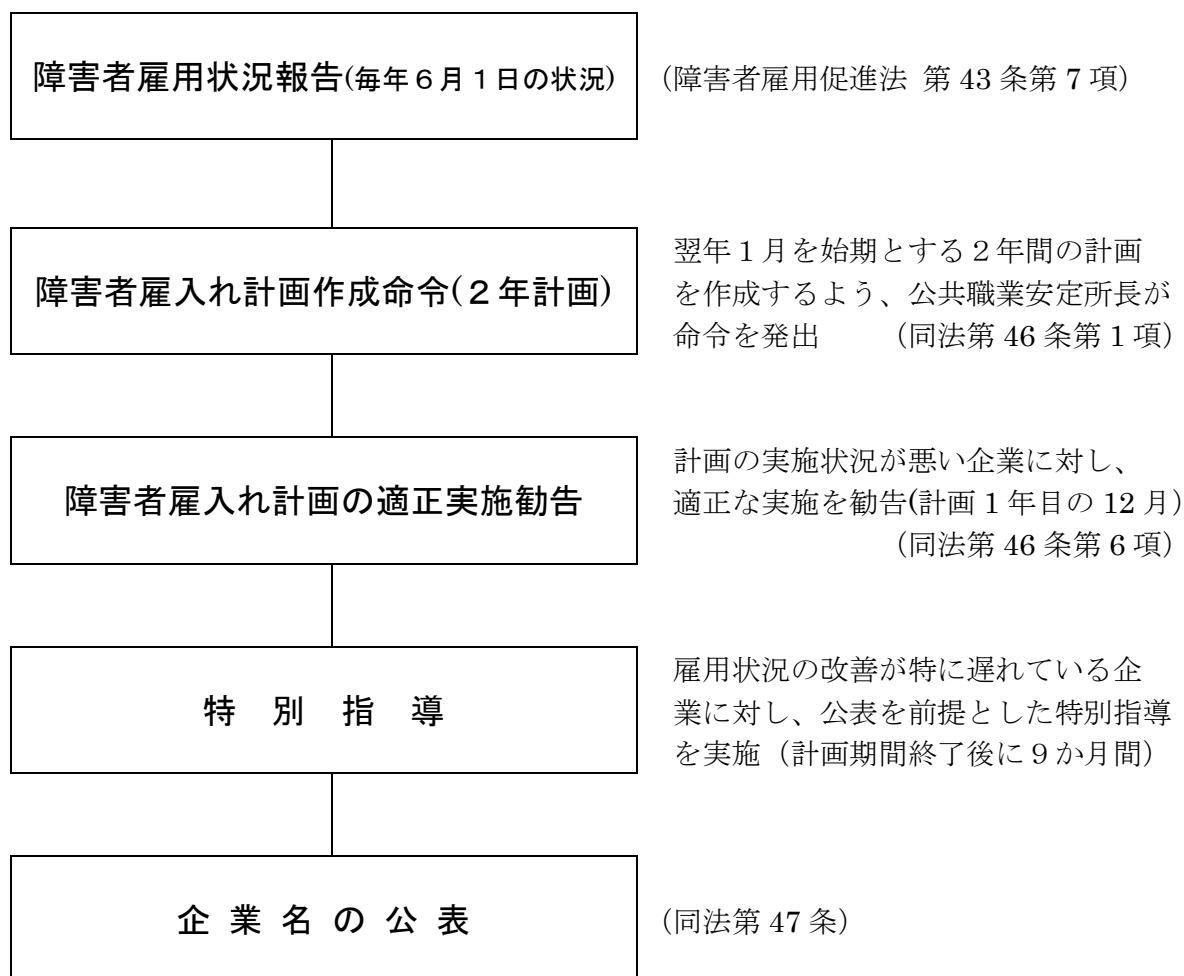 障害者雇用状況報告(毎年６月１日の状況)
（障害者雇用促進法 第 43 条第 7 項）
障害者雇入れ計画作成命令(２年計画)
翌年１月を始期とする２年間の計画
を作成するよう、公共職業安定所長が
命令を発出　　（同法第 46 条第 1 項）
障害者雇入れ計画の適正実施勧告
計画の実施状況が悪い企業に対し、
適正な実施を勧告(計画 1 年目の 12 月)
（同法第 46 条第 6 項）
特　別　指　導
雇用状況の改善が特に遅れている企
業に対し、公表を前提とした特別指導
を実施（計画期間終了後に９か月間）
企 業 名 の 公 表
（同法第 47 条）